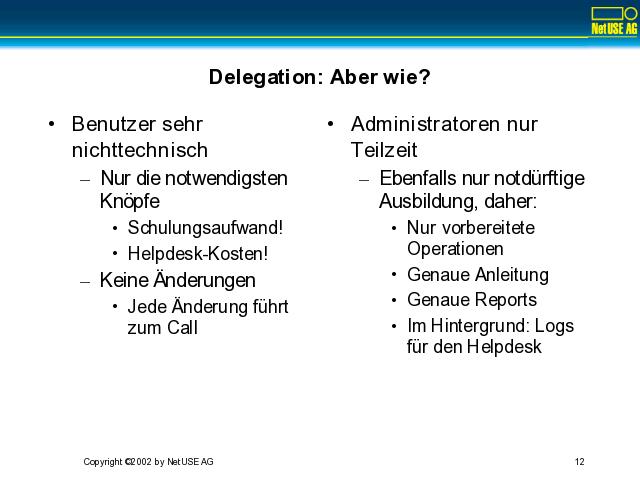 NetUSE AG
Delegation: Aber wie?
• Benutzer sehr
nichttechnisch
– Nur die notwendigsten
Knöpfe
• Schulungsaufwand!
• Helpdesk-Kosten!
– Keine Änderungen
• Jede Änderung führt
zum Call
• Administratoren nur
Teilzeit
– Ebenfalls nur notdürftige
Ausbildung, daher:
• Nur vorbereitete
Operationen
• Genaue Anleitung
• Genaue Reports
• Im Hintergrund: Logs
für den Helpdesk
Copyright ©2002 by NetUSE AG
12